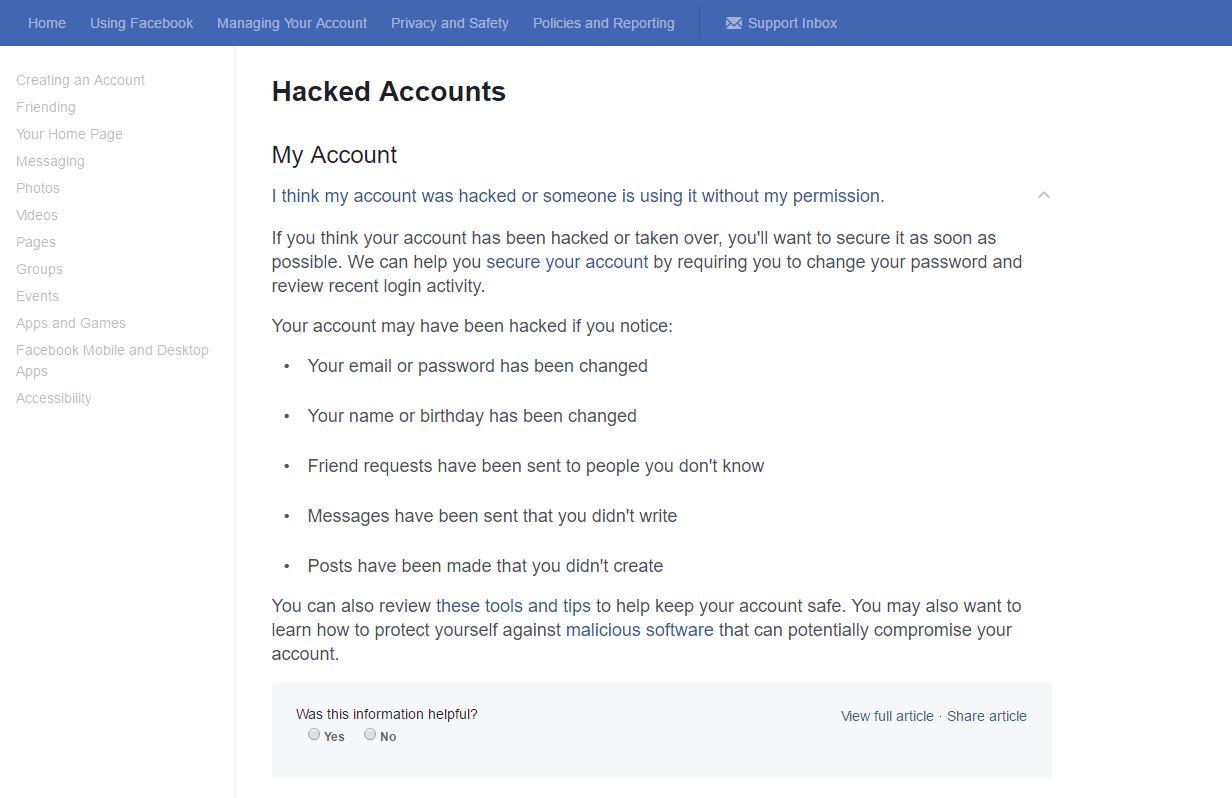 Home Using Facebook Managing Your Account Privacy and Safety Policies and Reporting Support Inbox
Creating an Account
Friending
Your Home Page
Messaging
Photos
Videos
Pages
Groups
Events
Apps and Games
Facebook Mobile and Desktop
Apps
Accessibility
Hacked Accounts
My Account
I think my account was hacked or someone is using it without my permission.
If you think your account has been hacked or taken over, you'll want to secure it as soon as
possible. We can help you secure your account by requiring you to change your password and
review recent login activity.
Your account may have been hacked if you notice:
• Your email or password has been changed
• Your name or birthday has been changed
• Friend requests have been sent to people you don't know
• Messages have been sent that you didn't write
• Posts have been made that you didn't create
You can also review these tools and tips to help keep your account safe. You may also want to
learn how to protect yourself against malicious software that can potentially compromise your
account.
Was this information helpful?
Yes No
View full article · Share article